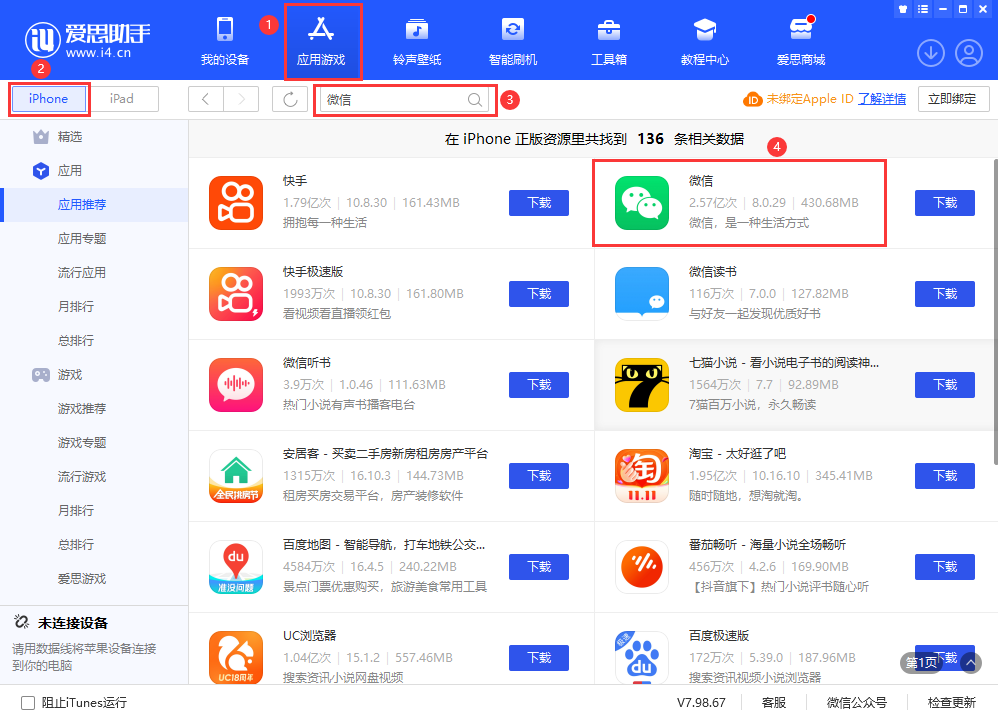 爱思助手
www.i4.cn
我的设备
1
应用游戏
铃声壁纸
智能刷机
工具箱
教程中心
爱思商城
2
iPhone
iPad
微信
3
ID
未绑定Apple ID
了解详情
立即绑定
精选
应用
应用推荐
应用专题
流行应用
月排行
总排行
游戏
游戏推荐
游戏专题
流行游戏
月排行
总排行
爱思游戏
未连接设备
请用数据线将苹果设备连接
到你的电脑
在 iPhone 正版资源里共找到 136 条相关数据
4
快手
1.79亿次 10.8.30 161.43MB
拥抱每一种生活
下载
微信
2.57亿次 8.0.29 430.68MB
微信，是一种生活方式
下载
快手极速版
1993万次 10.8.30 161.80MB
看视频看直播领红包
下载
微信读书
116万次 7.0.0 127.82MB
与好友一起发现优质好书
下载
微信听书
3.9万次 1.0.46 111.63MB
热门小说有声书播客电台
下载
七猫小说 - 看小说电子书的阅读神...
1564万次 7.7 92.89MB
7猫百万小说，永久畅读
下载
全民挑房节
安居客 - 买卖二手房新房租房房产平台
1315万次 16.10.3 144.73MB
租房买房交易平台，房产装修软件
下载
淘
11.11
淘宝 - 太好逛了吧
1.95亿次 10.16.10 345.41MB
随时随地，想淘就淘。
下载
du
准没问题
百度地图 - 智能导航，打车地铁公交...
4584万次 16.4.5 240.22MB
景点门票优惠购买，旅游美食常用工具
下载
番茄畅听 - 海量小说全场畅听
456万次 4.2.6 169.90MB
【抖音旗下】热门小说评书随心听
下载
UC18周年
UC浏览器
1.04亿次 15.1.2 557.46MB
搜索资讯小说网盘视频
下载
极速
du
百度极速版
172万次 5.39.0 187.96MB
搜索资讯视频小说浏览器
下载
第1页
阻止iTunes运行
V7.98.67
客服
微信公众号
检查更新